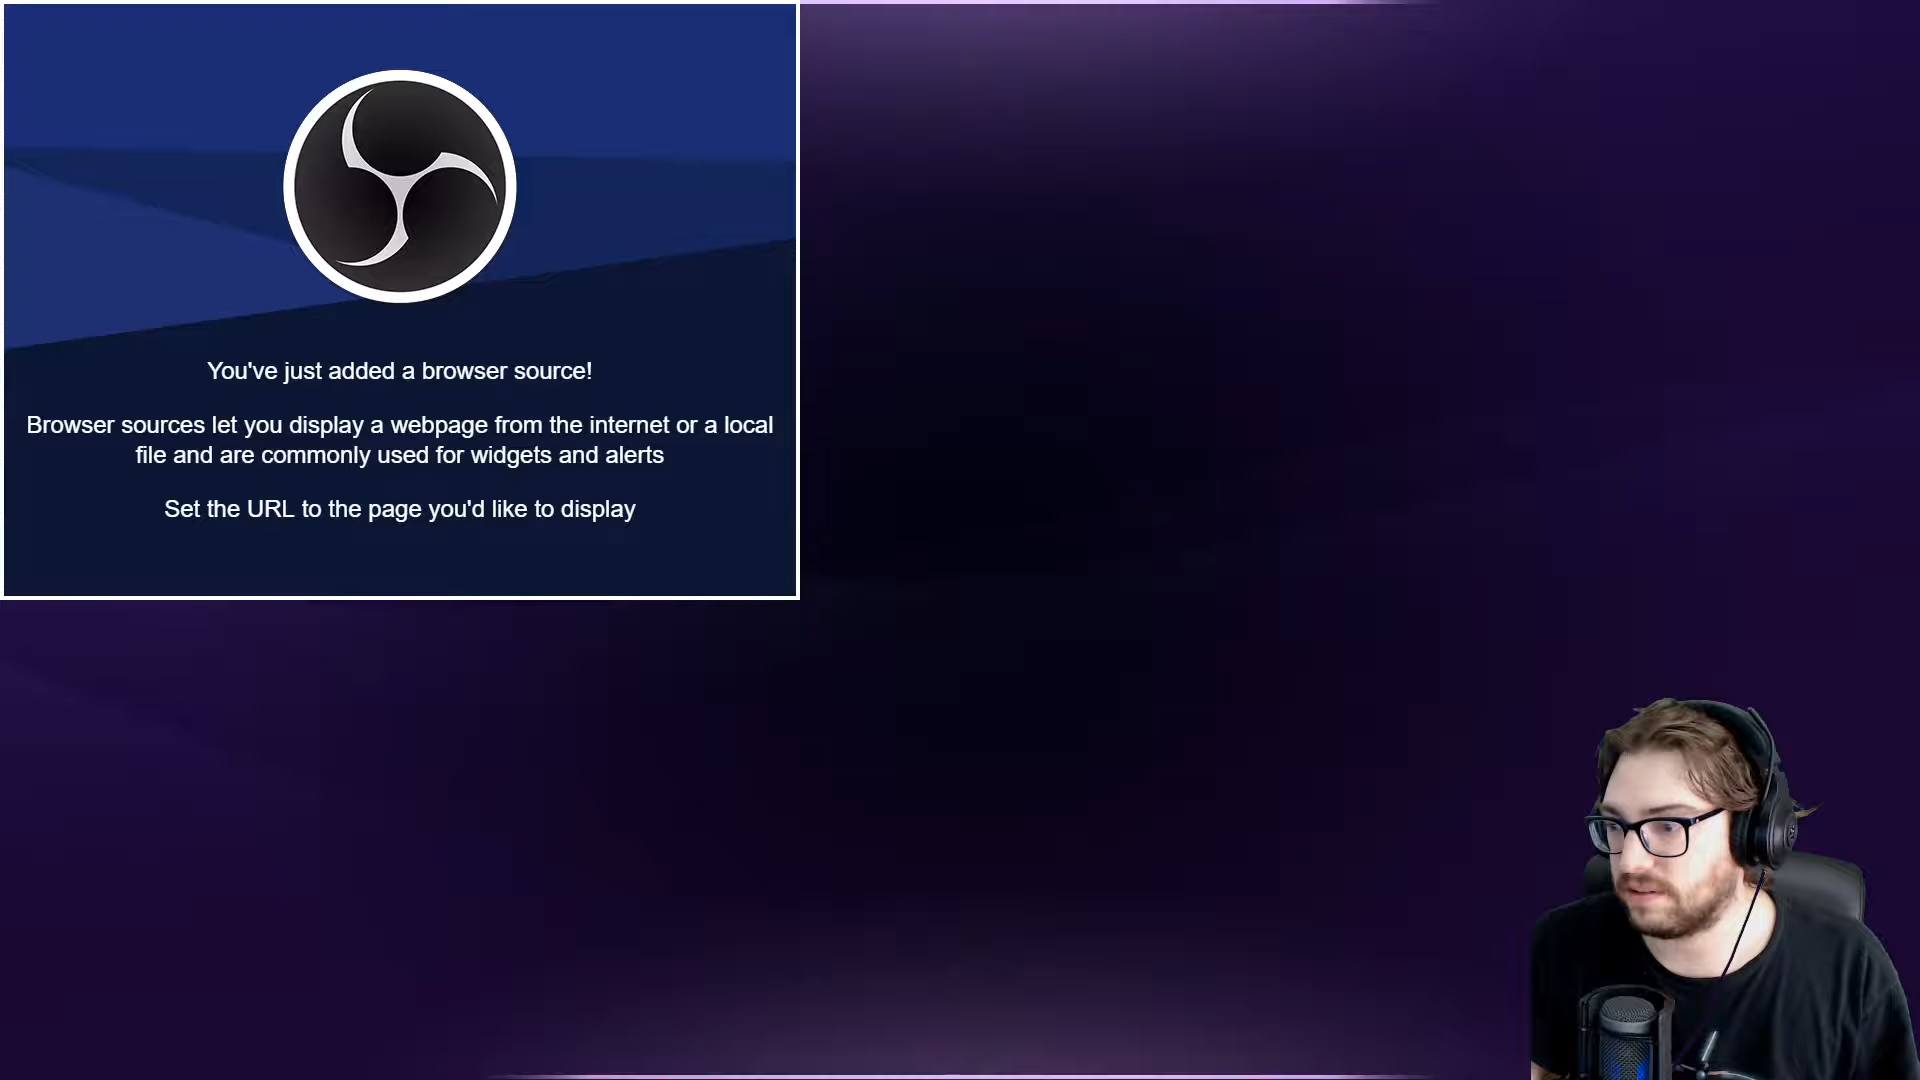 You've just added a browser source!
Browser sources let you display a webpage from the internet or a local
file and are commonly used for widgets and alerts
Set the URL to the page you'd like to display